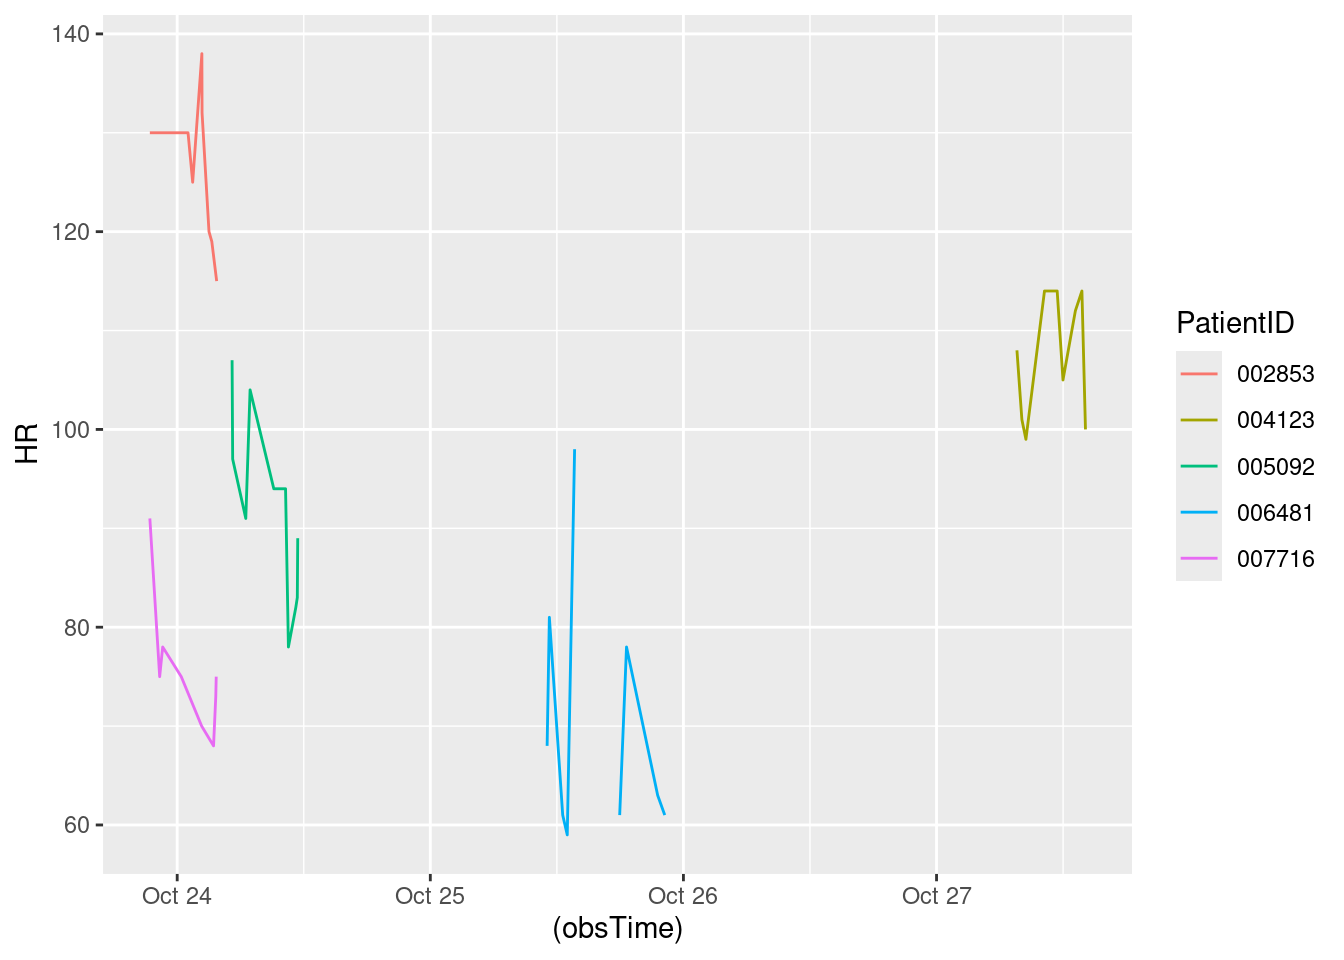 140
120
100
80
60
HR
Oct 24
Oct 25
Oct 26
Oct 27
(obsTime)
PatientID
002853
004123
005092
006481
007716